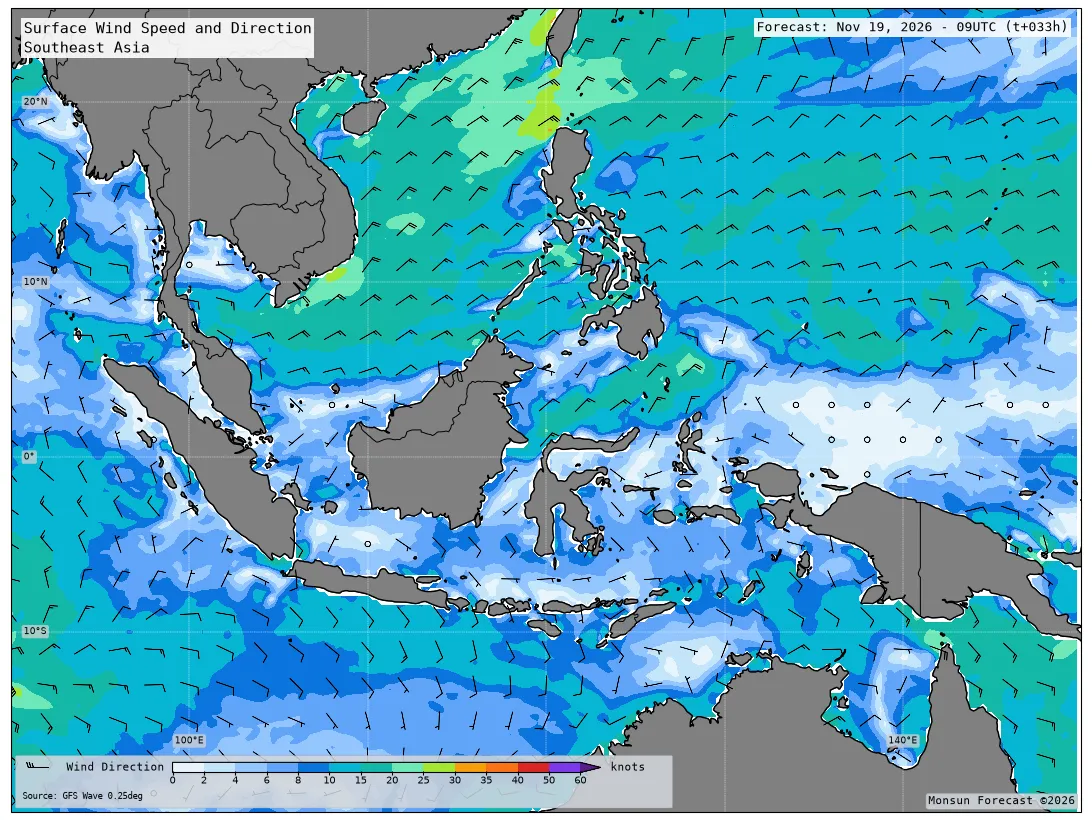 Surface Wind Speed and Direction
Southeast Asia
Forecast: Nov 19, 2026 - 09UTC (t+033h)
20°N
10°N
0°
10°S
100°E
140°E
Wind Direction
0 2 4 6 8 10 15 20 25 30 35 40 50 60
knots
Source: GFS Wave 0.25deg
Monsun Forecast ©2026